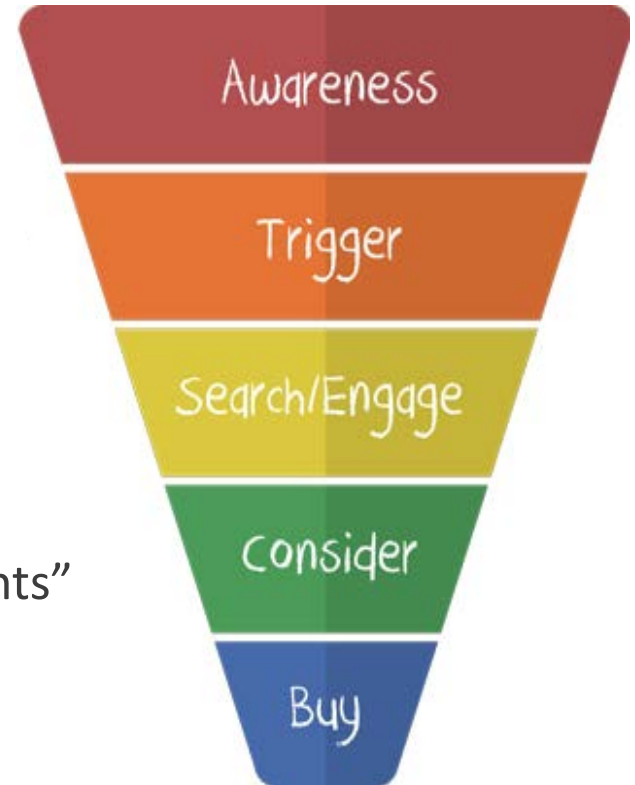 Awareness
Trigger
Search/Engage
Consider
nts”
Buy